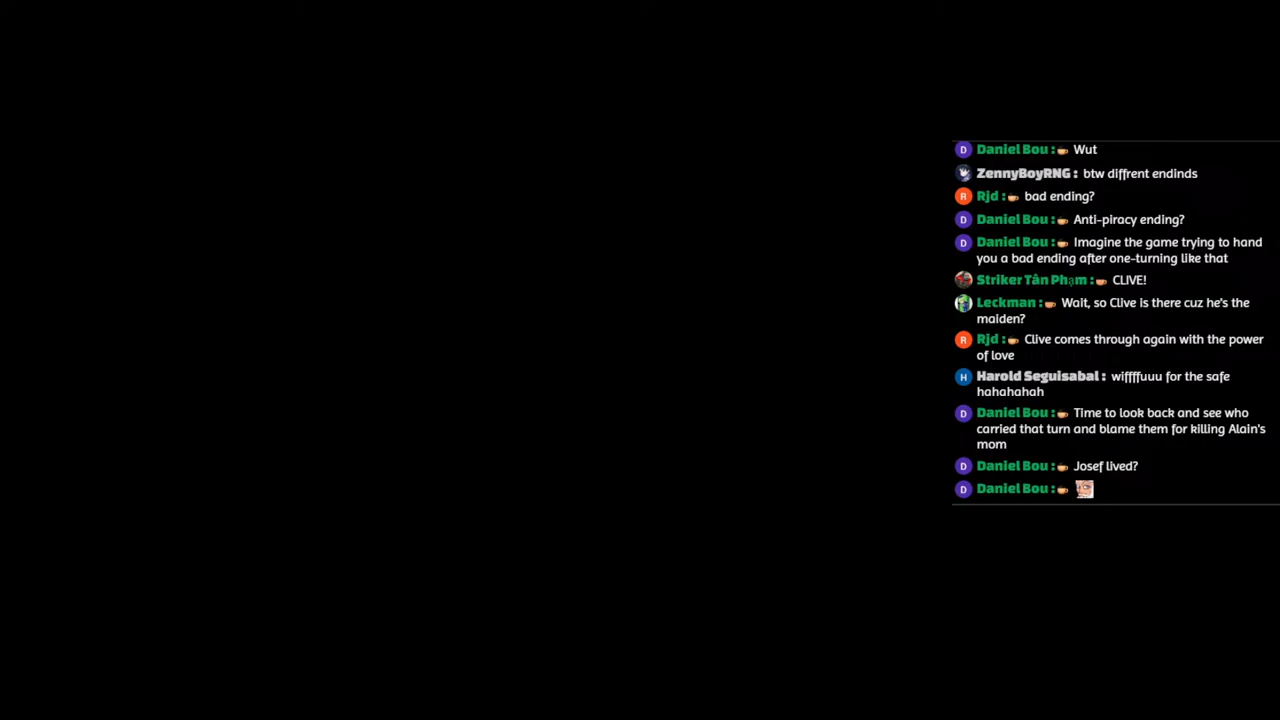 D Daniel Bou : Wut
ZennyBoyRNG : btw diffrent endinds
R Rjd : bad ending?
D Daniel Bou : Anti-piracy ending?
D Daniel Bou : Imagine the game trying to hand
you a bad ending after one-turning like that
Striker Tân Phạm : CLIVE!
Leckman : Wait, so Clive is there cuz he's the
maiden?
R Rjd : Clive comes through again with the power
of love
H Harold Seguisabal : wiffffuuu for the safe
hahahahah
D Daniel Bou : Time to look back and see who
carried that turn and blame them for killing Alain's
mom
D Daniel Bou : Josef lived?
D Daniel Bou :